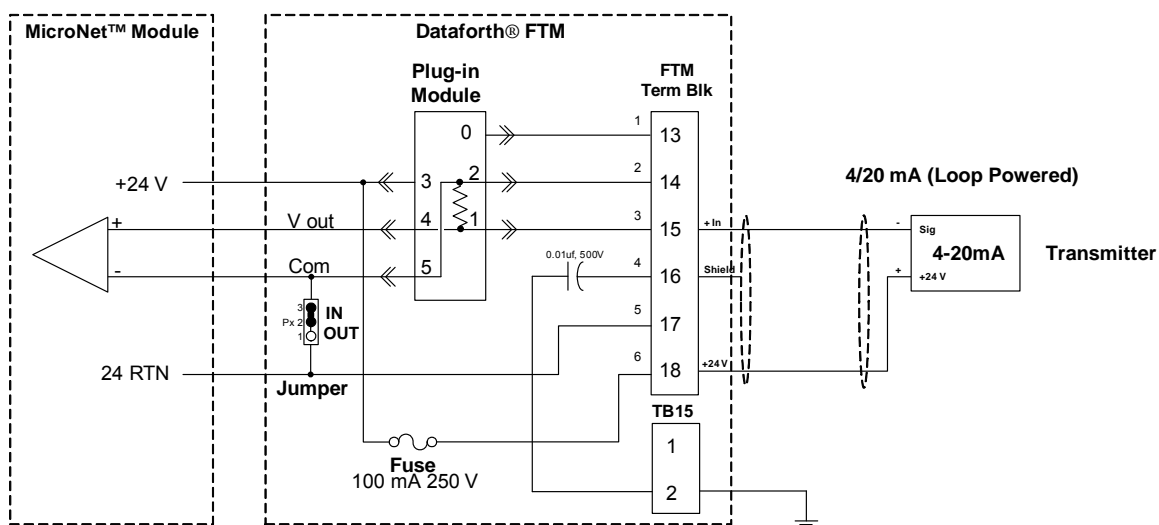 MicroNet™ Module
Dataforth® FTM
Plug-in
Module
FTM
Term Blk
0
1
13
+24 V
3
2
2
14
4/20 mA (Loop Powered)
+
V out
4
1
3
15
+ In
-
Sig
4-20mA
+24 V
+
Transmitter
-
Com
5
0.01uf, 500V
4
16
Shield
3
Px 2
1
IN
OUT
5
17
24 RTN
Jumper
6
18
+24 V
Fuse
100 mA 250 V
TB15
1
2